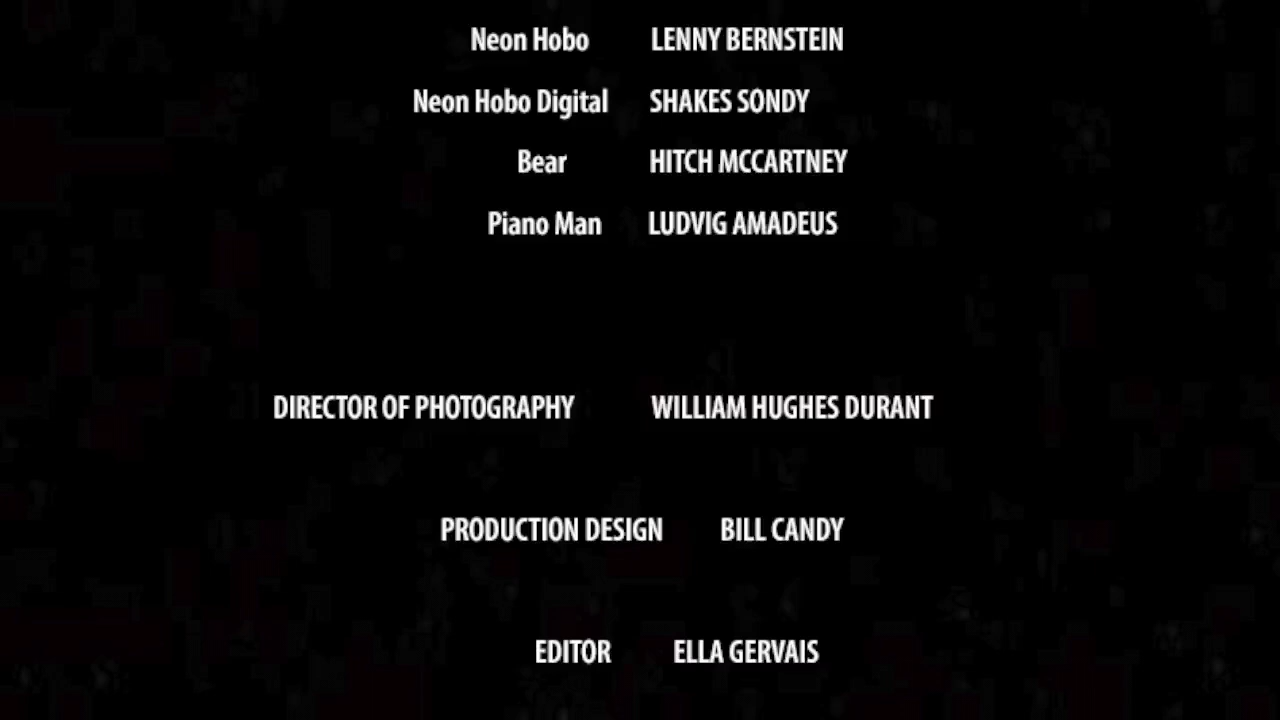 Neon Hobo LENNY BERNSTEIN
Neon Hobo Digital SHAKES SONDY
Bear HITCH MCCARTNEY
Piano Man LUDVIG AMADEUS
DIRECTOR OF PHOTOGRAPHY WILLIAM HUGHES DURANT
PRODUCTION DESIGN BILL CANDY
EDITOR ELLA GERVAIS